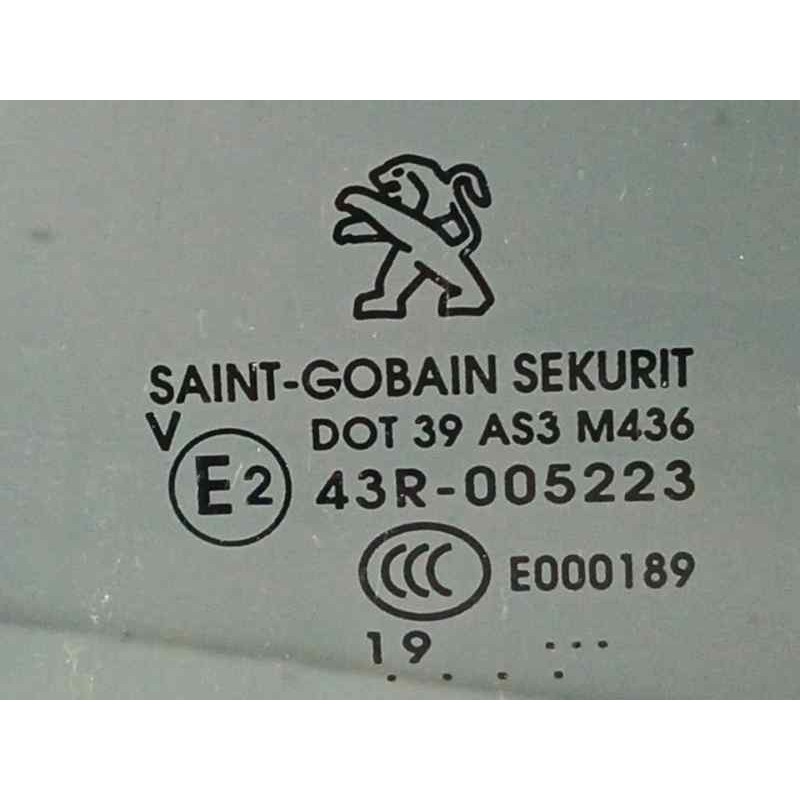 SAINT-GOBAIN SEKURIT
V DOT 39 AS3 M436
E2 43R-005223
CCC E000189
19 ...
. . . .